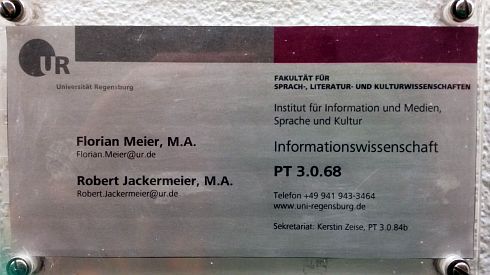 UR
Universität Regensburg
Florian Meier, M.A.
Florian.Meier@ur.de
Robert Jackermeier, M.A.
Robert.Jackermeier@ur.de
FAKULTÄT FÜR
SPRACH-, LITERATUR- UND KULTURWISSENSCHAFTEN
Institut für Information und Medien,
Sprache und Kultur
Informationswissenschaft
PT 3.0.68
Telefon +49 941 943-3464
www.uni-regensburg.de
Sekretariat: Kerstin Zeise, PT 3.0.84b